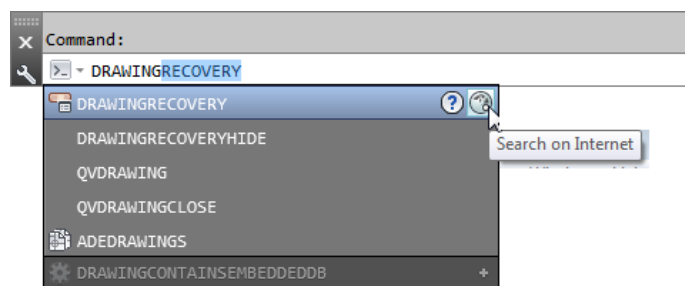 Command:
DRAWINGRECOVERY
DRAWINGRECOVERY
Search on Internet
DRAWINGRECOVERYHIDE
QVDRAWING
QVDRAWINGCLOSE
ADEDRAWINGS
DRAWINGCONTAINSEMBEDDEDDB +